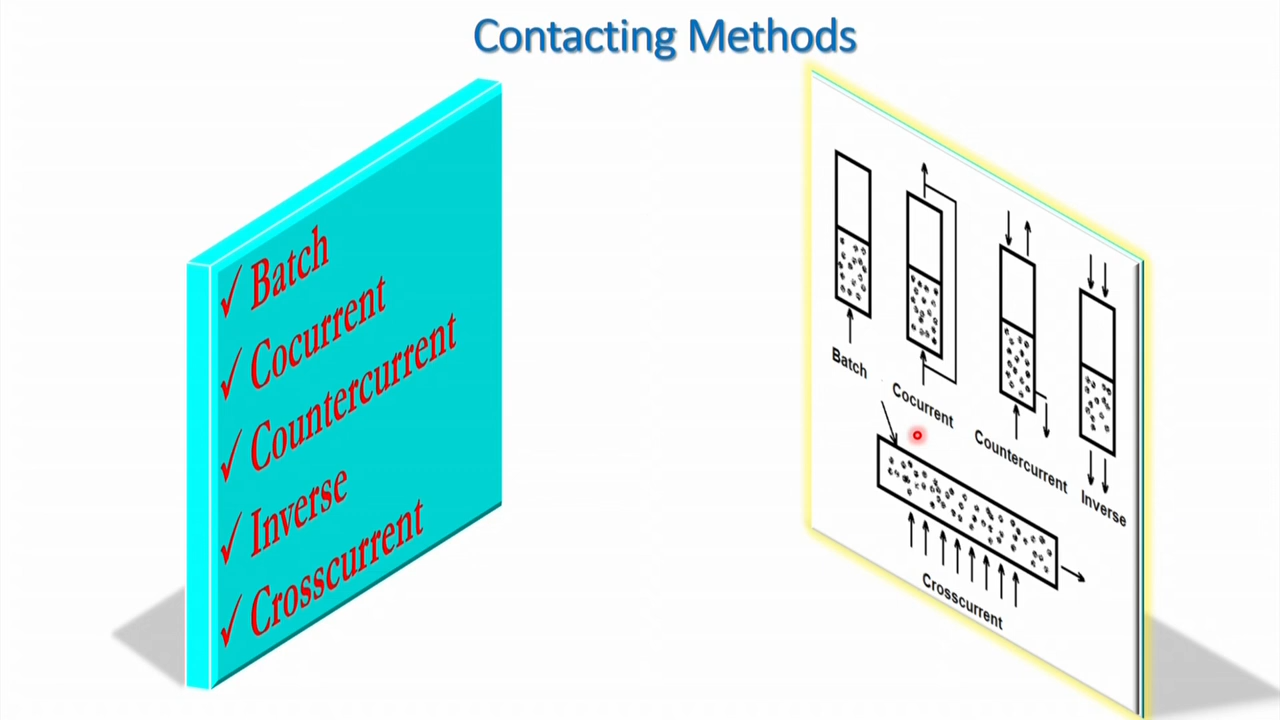 Contacting Methods
✓ Batch
✓ Cocurrent
✓ Countercurrent
✓ Inverse
✓ Crosscurrent
Batch
Cocurrent
Countercurrent
Inverse
Crosscurrent